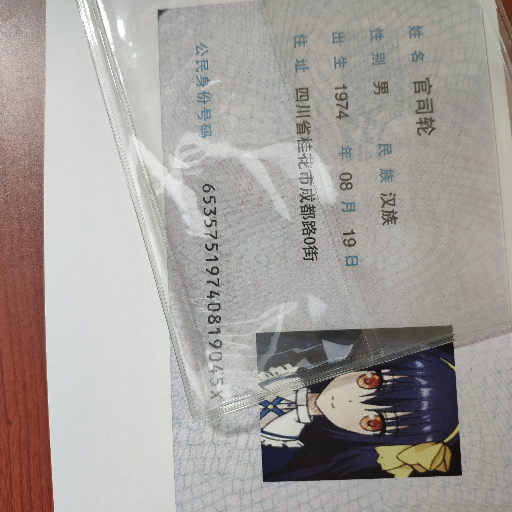 姓名 官司轮
性别 男 民族 汉族
出生 1974 年 08 月 19 日
住址 四川省桂花市成都路0街
公民身份号码 65357519740819045X